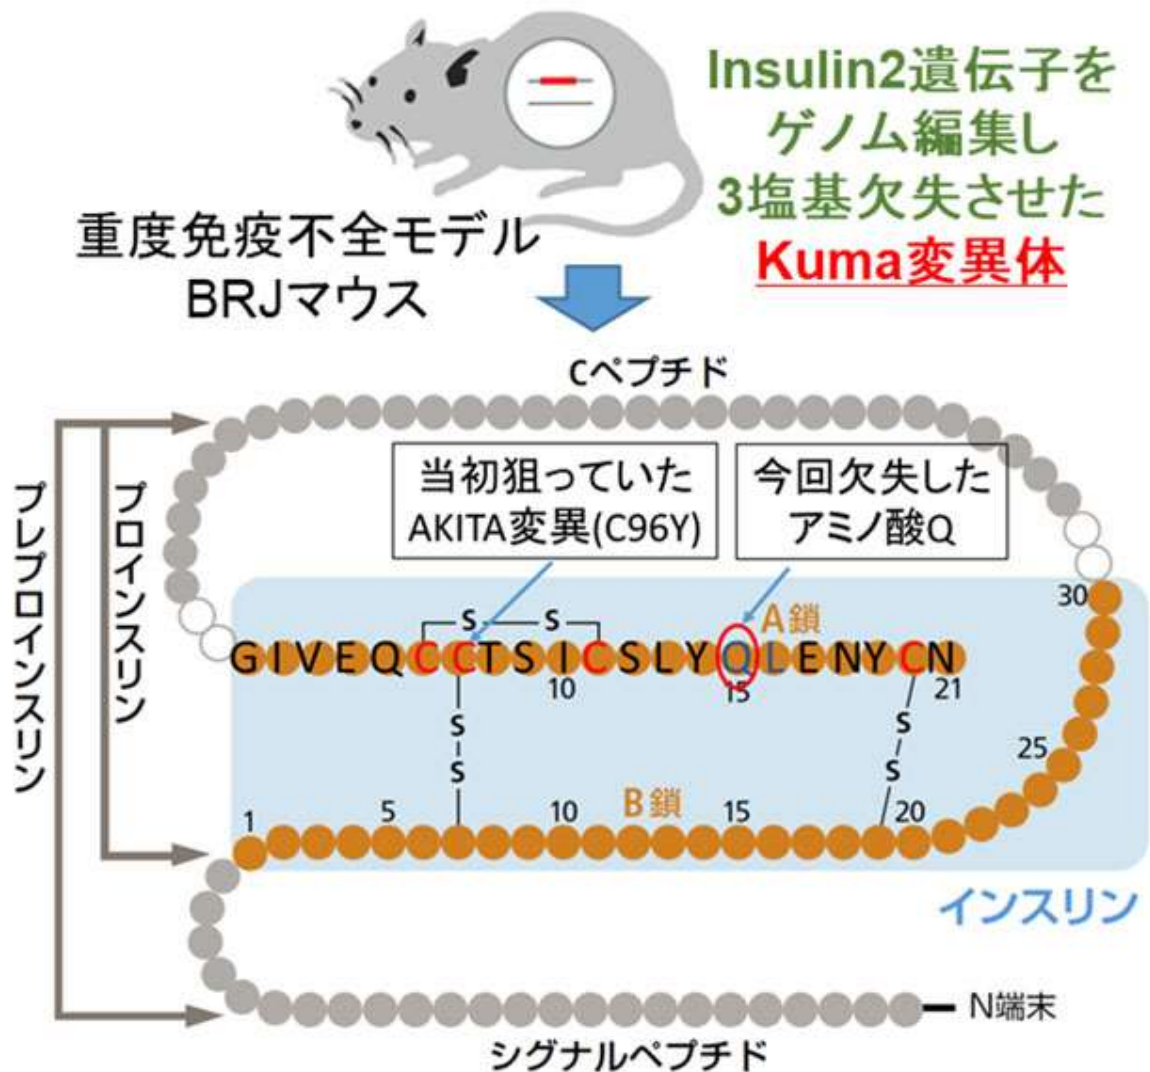 Insulin2遺伝子を
ゲノム編集し
3塩基欠失させた
Kuma変異体
重度免疫不全モデル
BRJマウス
Cペプチド
当初狙っていた
AKITA変異(C96Y)
今回欠失した
アミノ酸Q
プレプロインスリン
プロインスリン
S S
A鎖
30
GIVEQCCTSICSLYQLENYCN
10 15 21
S
S
S
S
25
1 5 10 B鎖 15 20
インスリン
N端末
シグナルペプチド